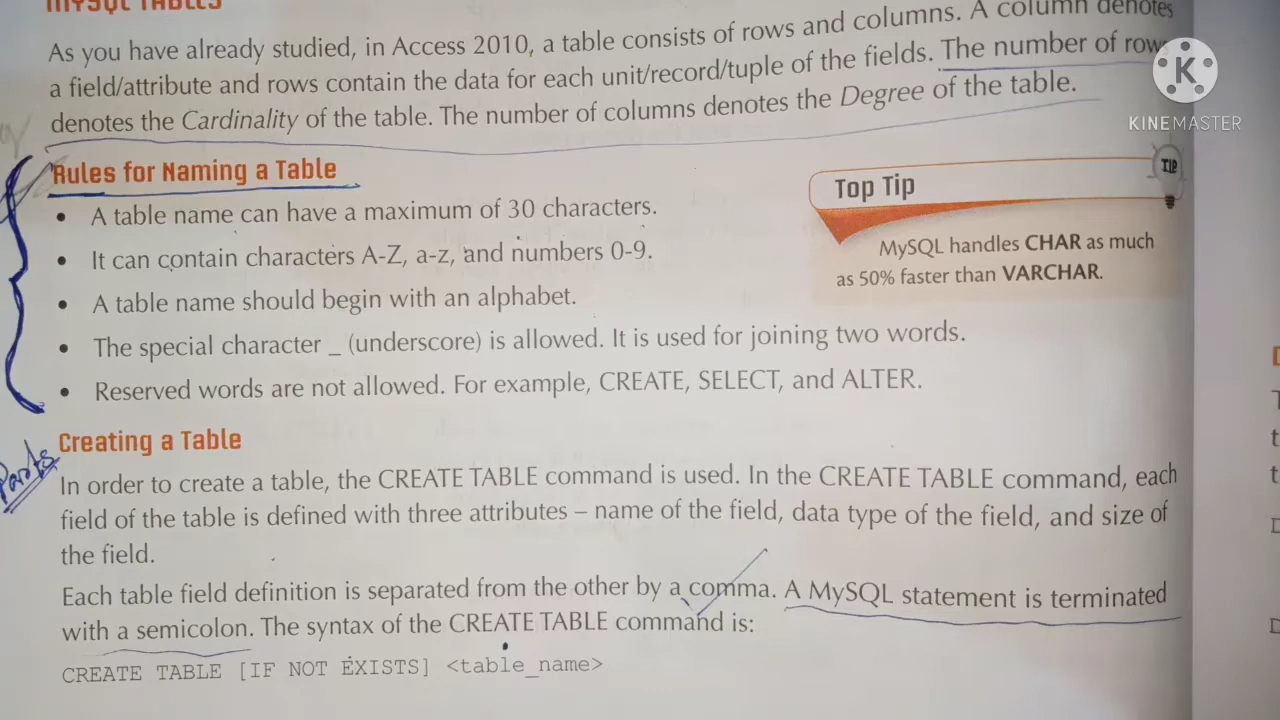 MySQL TABLES
As you have already studied, in Access 2010, a table consists of rows and columns. A column denotes
a field/attribute and rows contain the data for each unit/record/tuple of the fields. The number of rows
denotes the Cardinality of the table. The number of columns denotes the Degree of the table.
KINEMASTER
Rules for Naming a Table
• A table name can have a maximum of 30 characters.
• It can contain characters A-Z, a-z, and numbers 0-9.
• A table name should begin with an alphabet.
• The special character _ (underscore) is allowed. It is used for joining two words.
• Reserved words are not allowed. For example, CREATE, SELECT, and ALTER.
TIP
Top Tip
MySQL handles CHAR as much
as 50% faster than VARCHAR.
Parts
Creating a Table
In order to create a table, the CREATE TABLE command is used. In the CREATE TABLE command, each
field of the table is defined with three attributes – name of the field, data type of the field, and size of
the field.
Each table field definition is separated from the other by a comma. A MySQL statement is terminated
with a semicolon. The syntax of the CREATE TABLE command is:
CREATE TABLE [IF NOT EXISTS] <table_name>